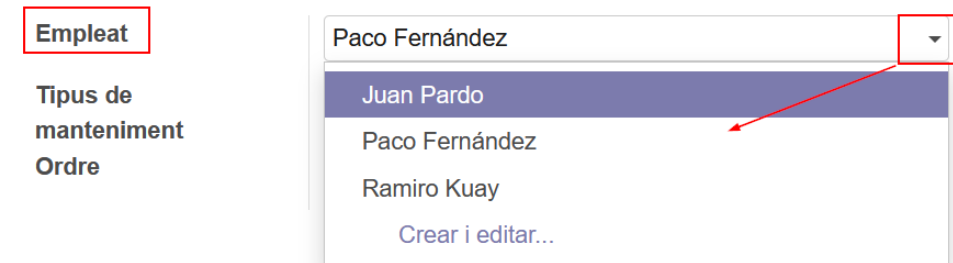 Empleat
Paco Fernández
Tipus de
manteniment
Ordre
Juan Pardo
Paco Fernández
Ramiro Kuay
Crear i editar...